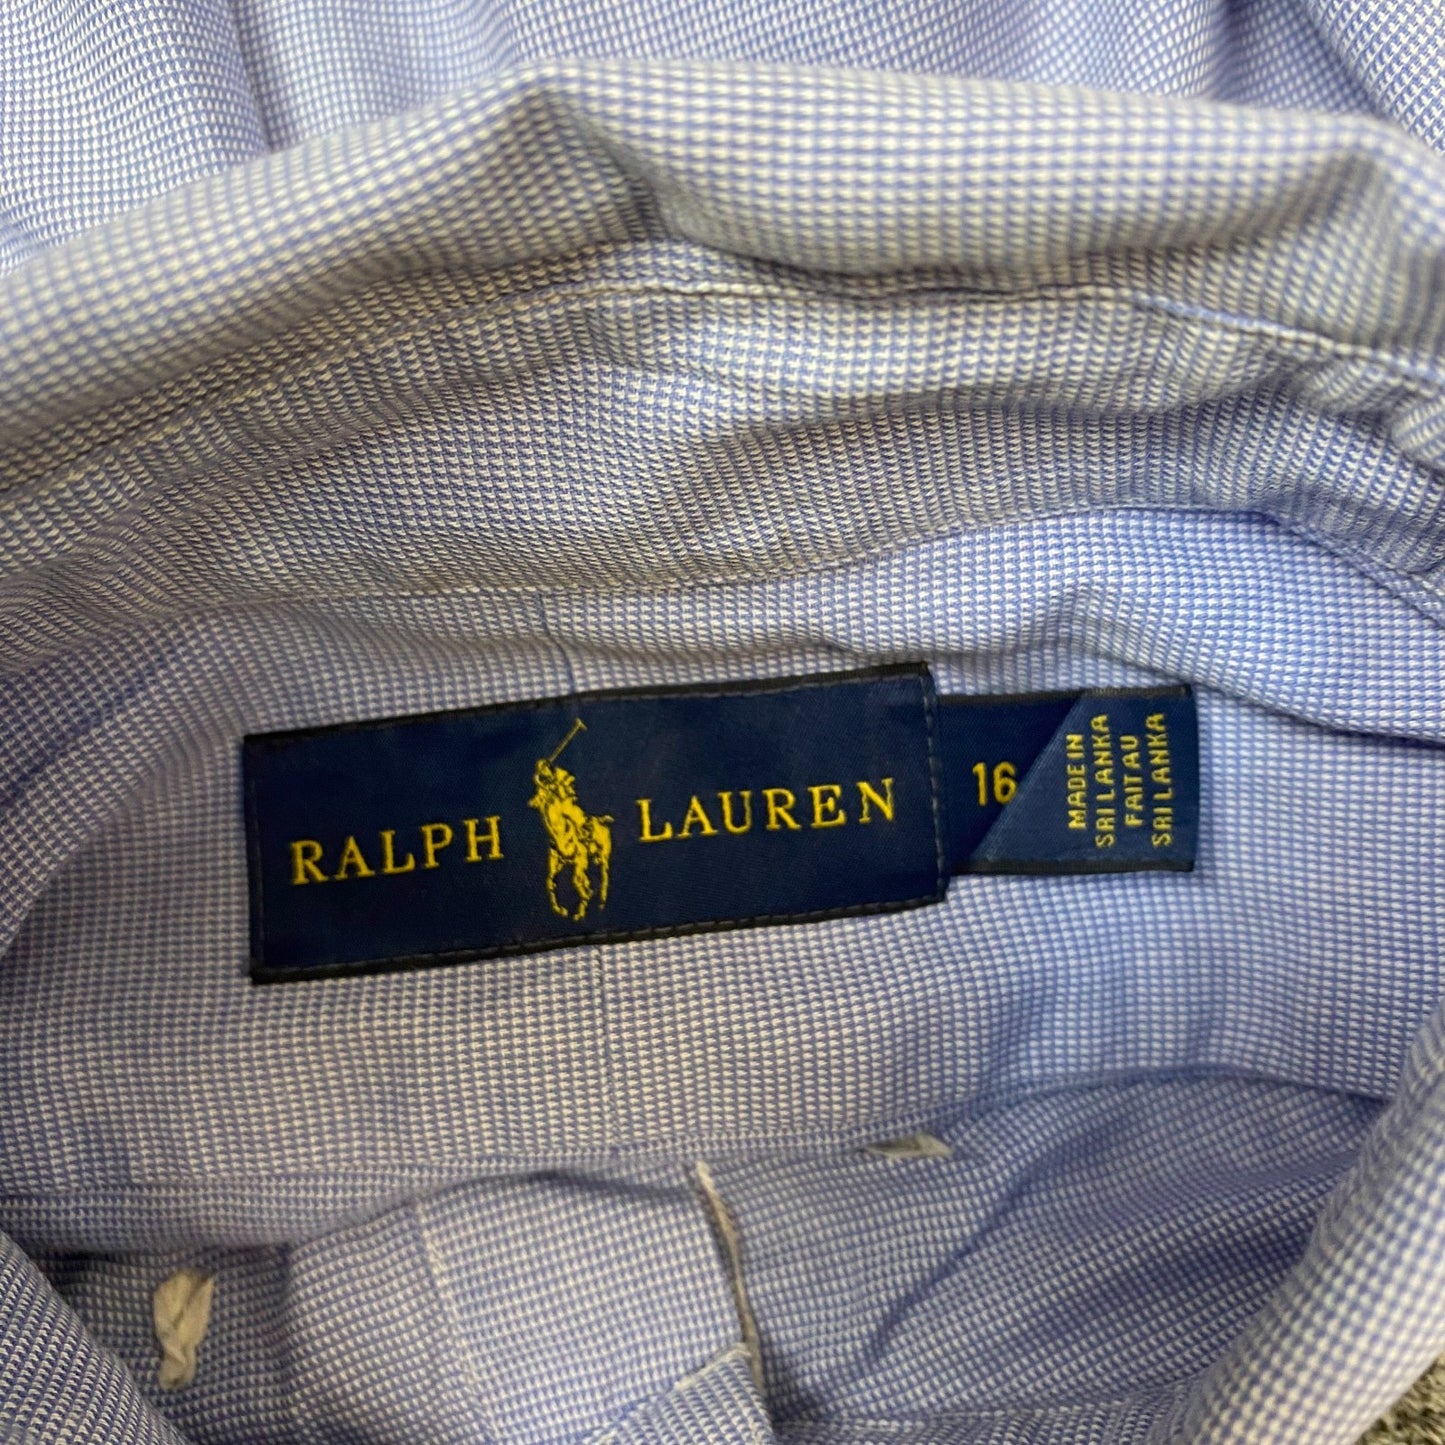 RALPH LAUREN
16
MADE IN
SRI LANKA
FAIT AU
SRI LANKA